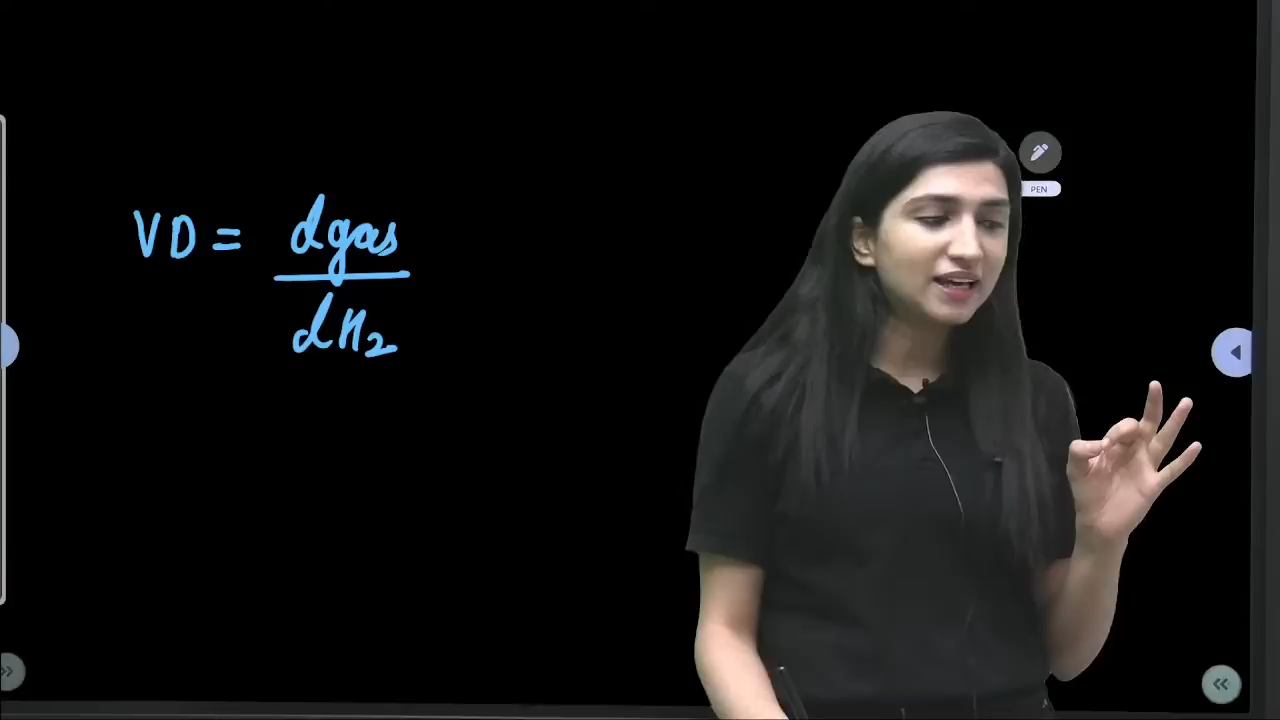 VD = dgas
dH2
PEN